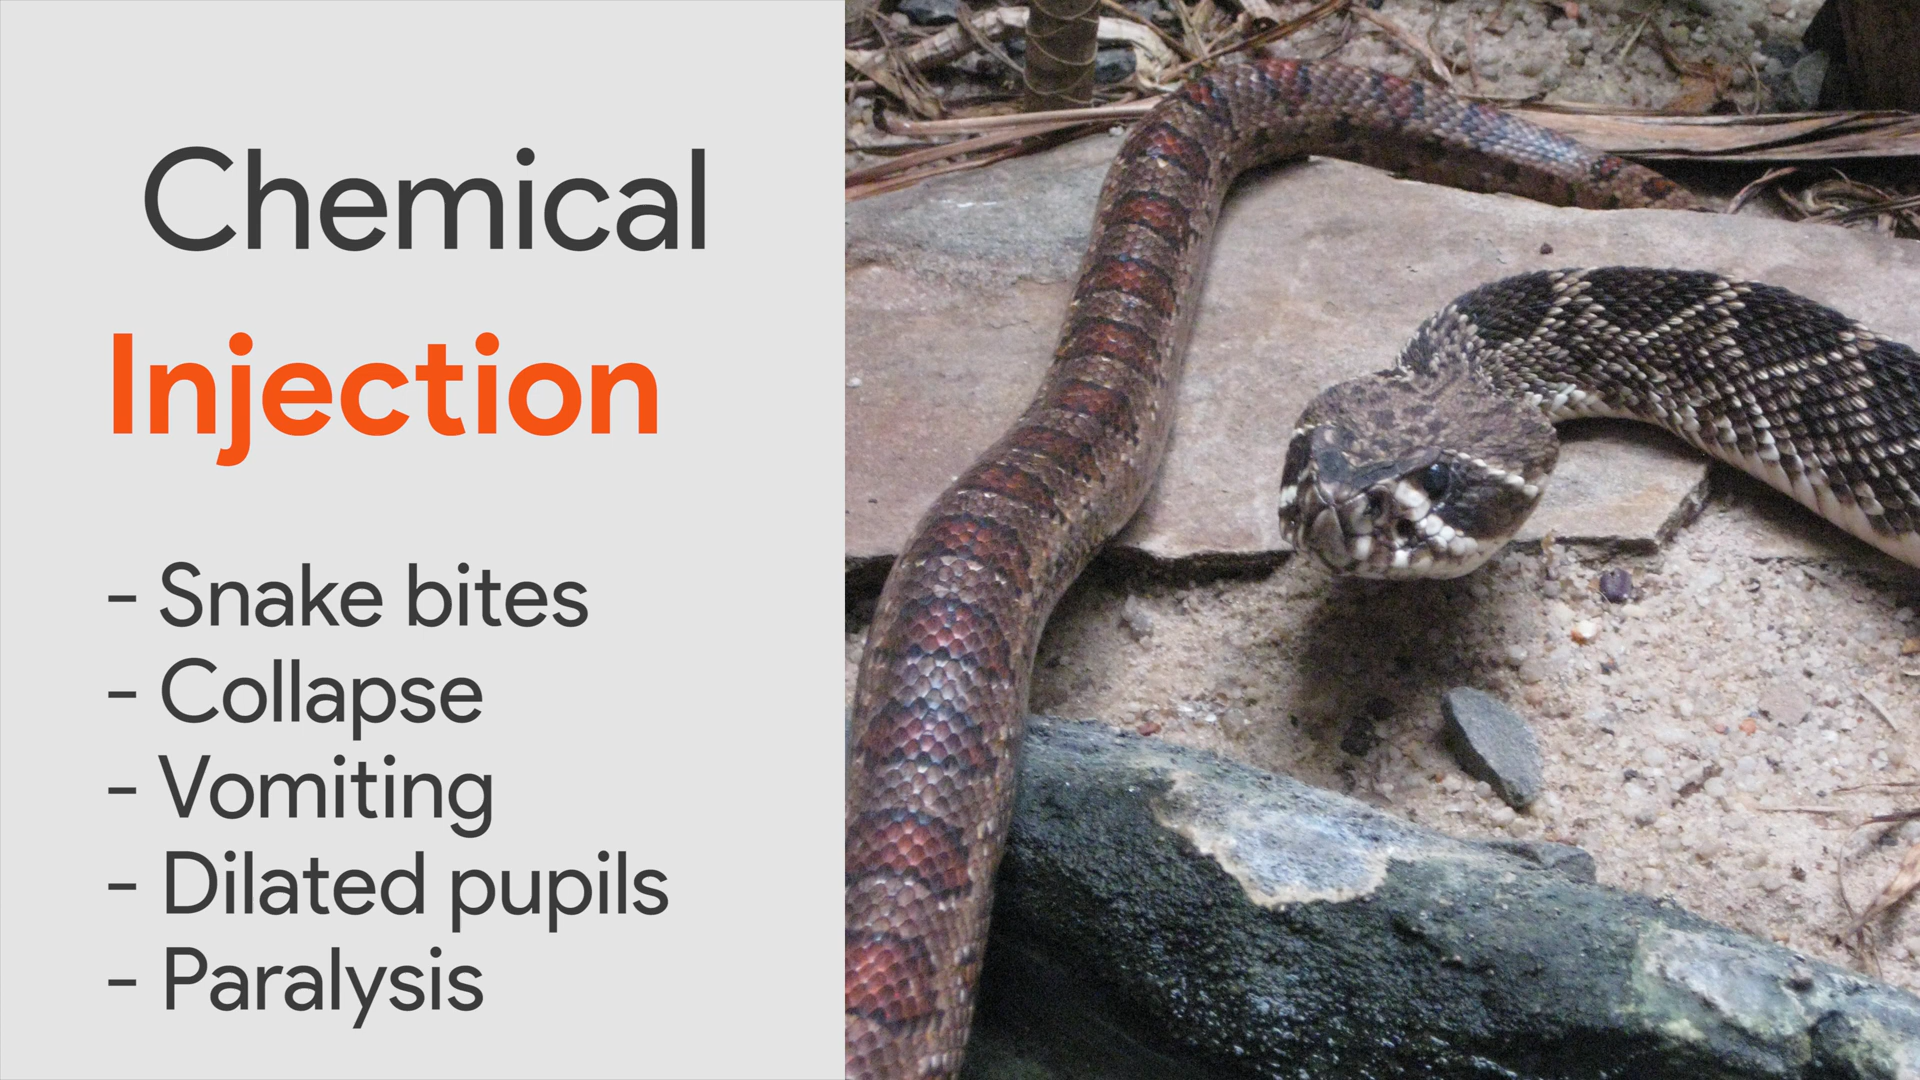 Chemical
Injection
- Snake bites
- Collapse
- Vomiting
- Dilated pupils
- Paralysis